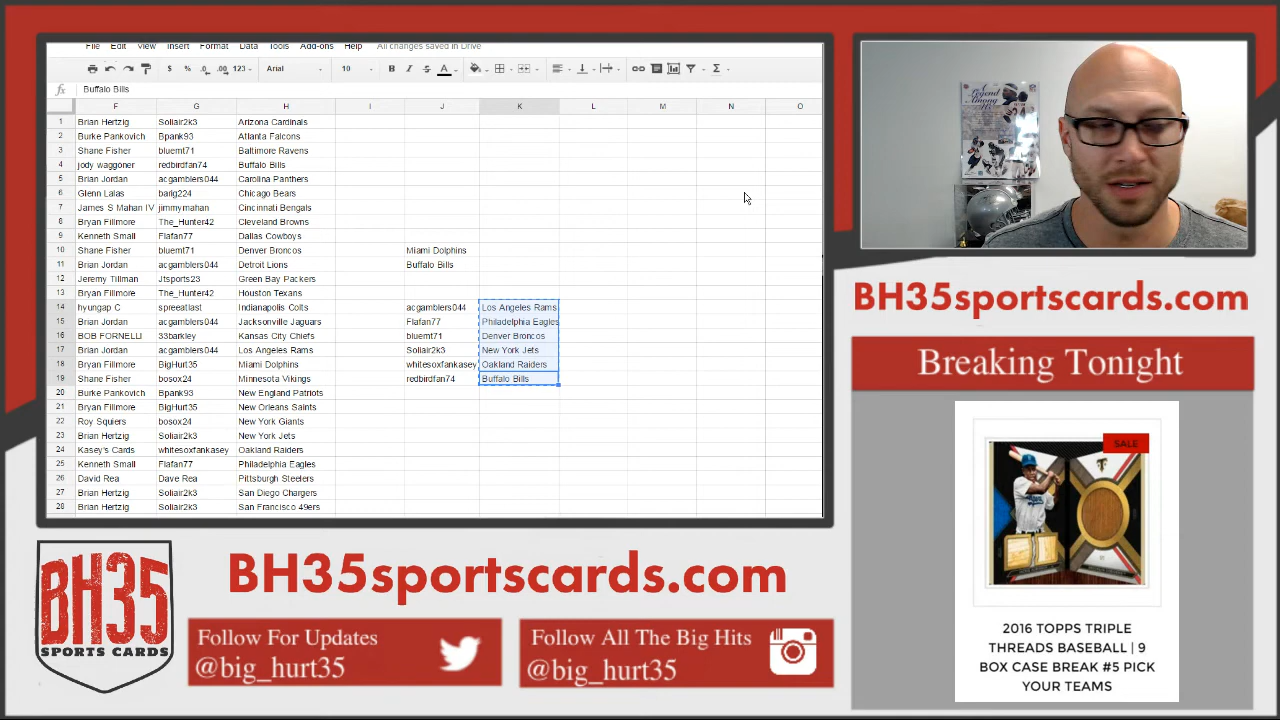 File Edit View Insert Format Data Tools Add-ons Help All changes saved in Drive
$ % .0 .00 123 Arial 10 B I A
fx Buffalo Bills
F G H I J K L M N O
1 Brian Hertzig Soliair2k3 Arizona Cardinals
2 Burke Pankovich Bpank93 Atlanta Falcons
3 Shane Fisher bluemt71 Baltimore Ravens
4 jody waggoner redbirdfan74 Buffalo Bills
5 Brian Jordan acgamblers044 Carolina Panthers
6 Glenn Lalas barig224 Chicago Bears
7 James S Mahan IV jimmymahan Cincinnati Bengals
8 Bryan Fillmore The_Hunter42 Cleveland Browns
9 Kenneth Small Flafan77 Dallas Cowboys
10 Shane Fisher bluemt71 Denver Broncos Miami Dolphins
11 Brian Jordan acgamblers044 Detroit Lions Buffalo Bills
12 Jeremy Tillman Jtsports23 Green Bay Packers
13 Bryan Fillmore The_Hunter42 Houston Texans
14 hyungap C spreeatlast Indianapolis Colts acgamblers044 Los Angeles Rams
15 Brian Jordan acgamblers044 Jacksonville Jaguars Flafan77 Philadelphia Eagles
16 BOB FORNELLI 33barkley Kansas City Chiefs bluemt71 Denver Broncos
17 Brian Jordan acgamblers044 Los Angeles Rams Soliair2k3 New York Jets
18 Bryan Fillmore BigHurt35 Miami Dolphins whitesoxfankasey Oakland Raiders
19 Shane Fisher bosox24 Minnesota Vikings redbirdfan74 Buffalo Bills
20 Burke Pankovich Bpank93 New England Patriots
21 Bryan Fillmore BigHurt35 New Orleans Saints
22 Roy Squiers bosox24 New York Giants
23 Brian Hertzig Soliair2k3 New York Jets
24 Kasey's Cards whitesoxfankasey Oakland Raiders
25 Kenneth Small Flafan77 Philadelphia Eagles
26 David Rea Dave Rea Pittsburgh Steelers
27 Brian Hertzig Soliair2k3 San Diego Chargers
28 Brian Hertzig Soliair2k3 San Francisco 49ers
Legend
Among
BH35sportscards.com
Breaking Tonight
SALE
2016 TOPPS TRIPLE
THREADS BASEBALL | 9
BOX CASE BREAK #5 PICK
YOUR TEAMS
BH35
SPORTS CARDS
BH35sportscards.com
Follow For Updates
@big_hurt35
Follow All The Big Hits
@big_hurt35